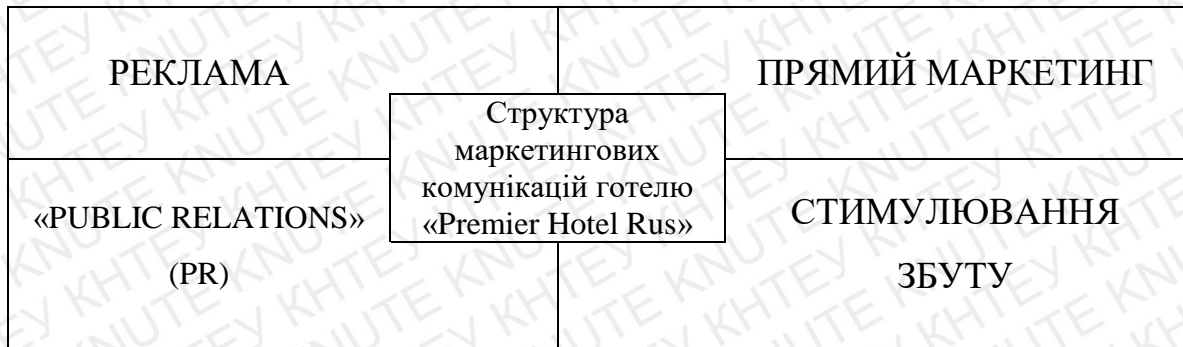 РЕКЛАМА
ПРЯМИЙ МАРКЕТИНГ
Структура
маркетингових
комунікацій готелю
«Premier Hotel Rus»
«PUBLIC RELATIONS»
(PR)
СТИМУЛЮВАННЯ
ЗБУТУ